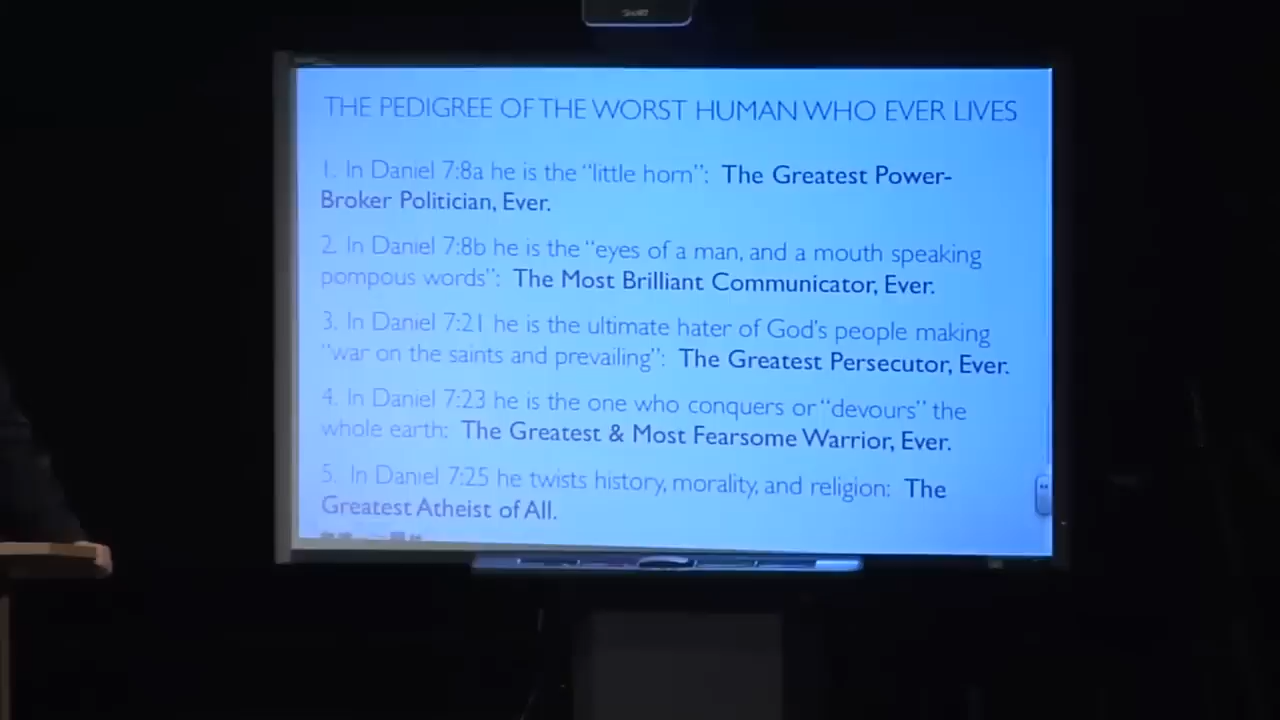 SMART
THE PEDIGREE OF THE WORST HUMAN WHO EVER LIVES
1. In Daniel 7:8a he is the “little horn”: The Greatest Power-
Broker Politician, Ever.
2. In Daniel 7:8b he is the “eyes of a man, and a mouth speaking
pompous words”: The Most Brilliant Communicator, Ever.
3. In Daniel 7:21 he is the ultimate hater of God’s people making
“war on the saints and prevailing”: The Greatest Persecutor, Ever.
4. In Daniel 7:23 he is the one who conquers or “devours” the
whole earth: The Greatest & Most Fearsome Warrior, Ever.
5. In Daniel 7:25 he twists history, morality, and religion: The
Greatest Atheist of All.